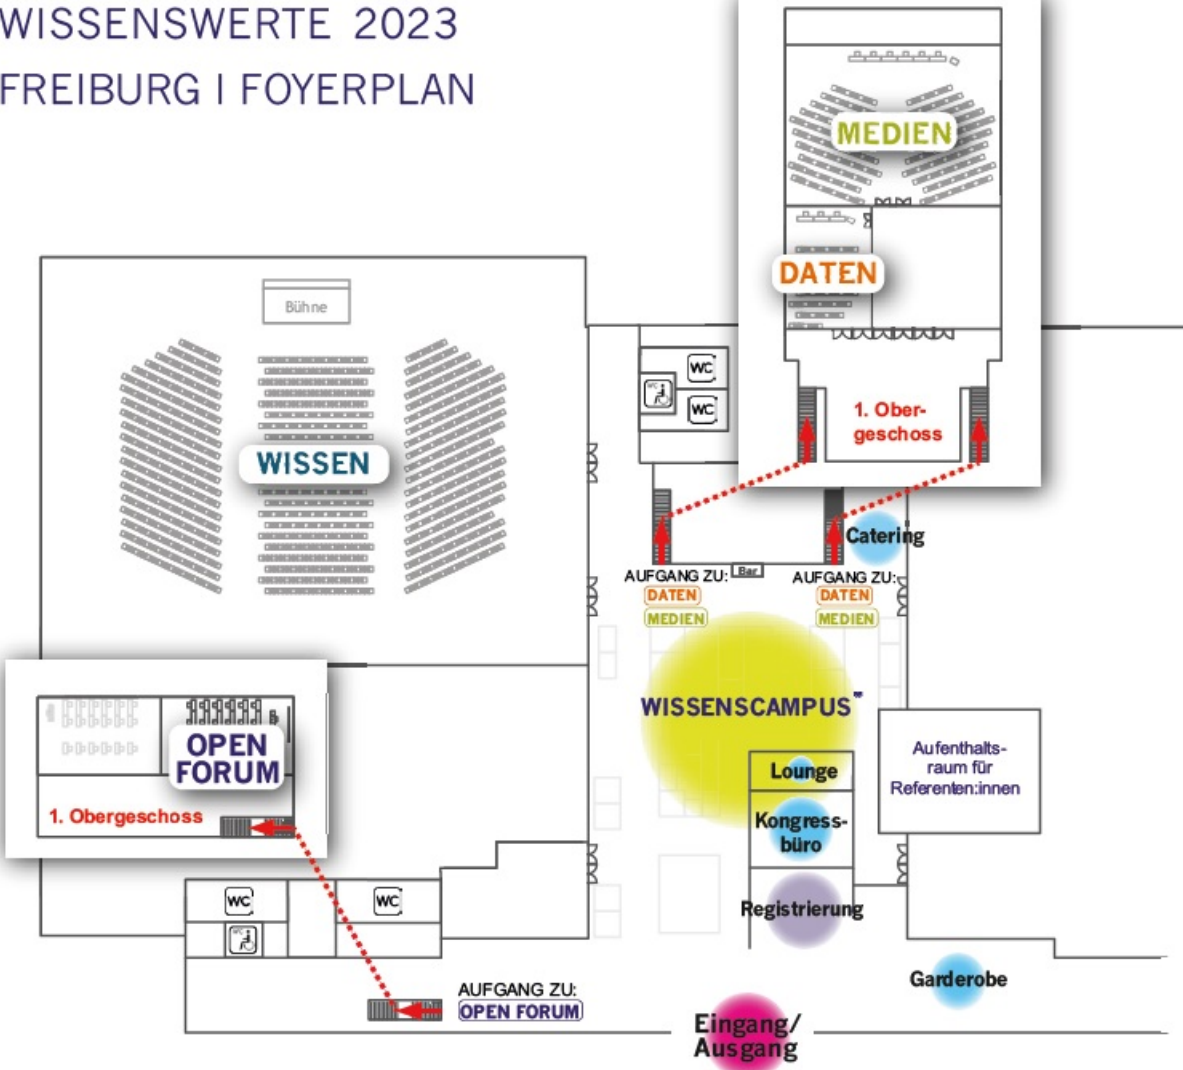 WISSENSWERTE 2023
FREIBURG I FOYERPLAN
MEDIEN
DATEN
1. Ober-
geschoss
Bühne
WISSEN
WC
WC
WC
Catering
AUFGANG ZU:
DATEN
MEDIEN
Bar
AUFGANG ZU:
DATEN
MEDIEN
WISSENSCAMPUS
OPEN
FORUM
1. Obergeschoss
Lounge
Kongress-
büro
Registrierung
Aufenthalts-
raum für
Referenten:innen
WC
WC
AUFGANG ZU:
OPEN FORUM
Garderobe
Eingang/
Ausgang